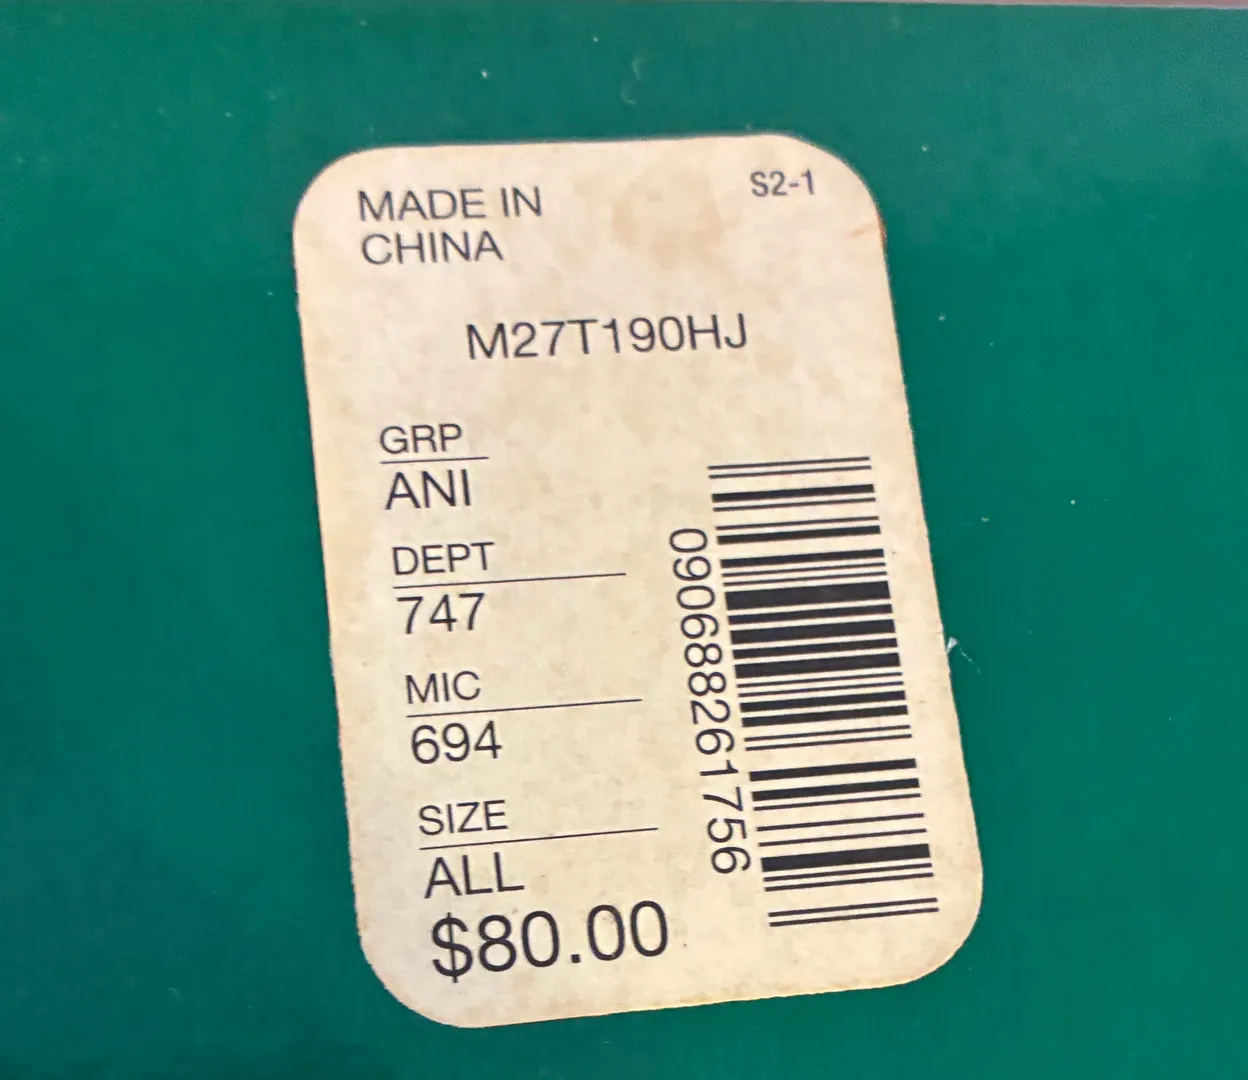 MADE IN
CHINA
S2-1
M27T190HJ
GRP
ANI
DEPT
747
MIC
694
SIZE
ALL
$80.00
090688261756